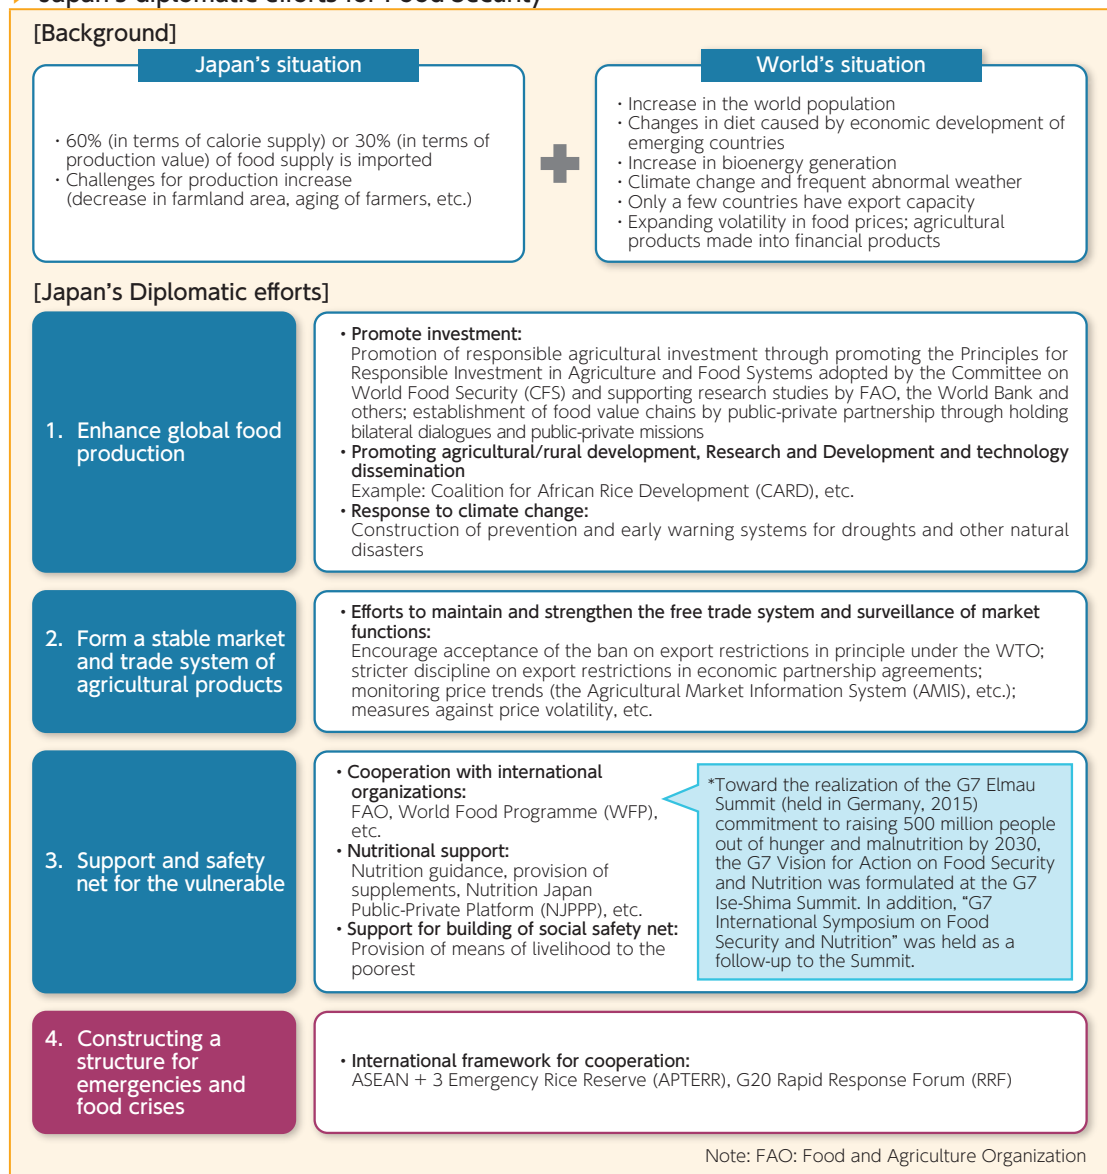 Japan's diplomatic efforts for Food Security
[Background]
Japan's situation
・60% (in terms of calorie supply) or 30% (in terms of
production value) of food supply is imported
・Challenges for production increase
(decrease in farmland area, aging of farmers, etc.)
World's situation
・Increase in the world population
・Changes in diet caused by economic development of
emerging countries
・Increase in bioenergy generation
・Climate change and frequent abnormal weather
・Only a few countries have export capacity
・Expanding volatility in food prices; agricultural
products made into financial products
[Japan's Diplomatic efforts]
1. Enhance global food
production
・Promote investment:
Promotion of responsible agricultural investment through promoting the Principles for
Responsible Investment in Agriculture and Food Systems adopted by the Committee on
World Food Security (CFS) and supporting research studies by FAO, the World Bank and
others; establishment of food value chains by public-private partnership through holding
bilateral dialogues and public-private missions
・Promoting agricultural/rural development, Research and Development and technology
dissemination
Example: Coalition for African Rice Development (CARD), etc.
・Response to climate change:
Construction of prevention and early warning systems for droughts and other natural
disasters
2. Form a stable market
and trade system of
agricultural products
・Efforts to maintain and strengthen the free trade system and surveillance of market
functions:
Encourage acceptance of the ban on export restrictions in principle under the WTO;
stricter discipline on export restrictions in economic partnership agreements;
monitoring price trends (the Agricultural Market Information System (AMIS), etc.);
measures against price volatility, etc.
3. Support and safety
net for the vulnerable
・Cooperation with international
organizations:
FAO, World Food Programme (WFP),
etc.
・Nutritional support:
Nutrition guidance, provision of
supplements, Nutrition Japan
Public-Private Platform (NJPPP), etc.
・Support for building of social safety net:
Provision of means of livelihood to the
poorest
*Toward the realization of the G7 Elmau
Summit (held in Germany, 2015)
commitment to raising 500 million people
out of hunger and malnutrition by 2030,
the G7 Vision for Action on Food Security
and Nutrition was formulated at the G7
Ise-Shima Summit. In addition, "G7
International Symposium on Food
Security and Nutrition" was held as a
follow-up to the Summit.
4. Constructing a
structure for
emergencies and
food crises
・International framework for cooperation:
ASEAN + 3 Emergency Rice Reserve (APTERR), G20 Rapid Response Forum (RRF)
Note: FAO: Food and Agriculture Organization